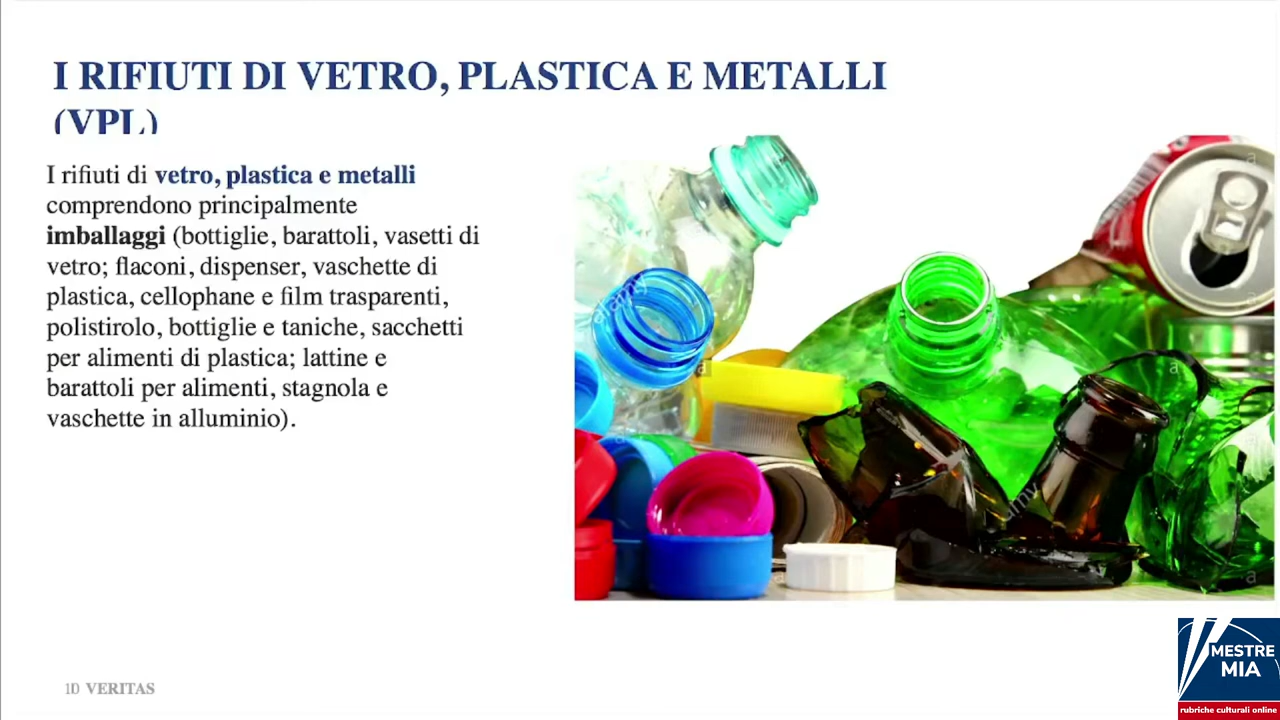 I RIFIUTI DI VETRO, PLASTICA E METALLI
(VPL)
I rifiuti di vetro, plastica e metalli
comprendono principalmente
imballaggi (bottiglie, barattoli, vasetti di
vetro; flaconi, dispenser, vaschette di
plastica, cellophane e film trasparenti,
polistirolo, bottiglie e taniche, sacchetti
per alimenti di plastica; lattine e
barattoli per alimenti, stagnola e
vaschette in alluminio).
alamy
a
a
a
a
a
alamy
a
10 VERITAS
MESTRE
MIA
rubriche culturali online